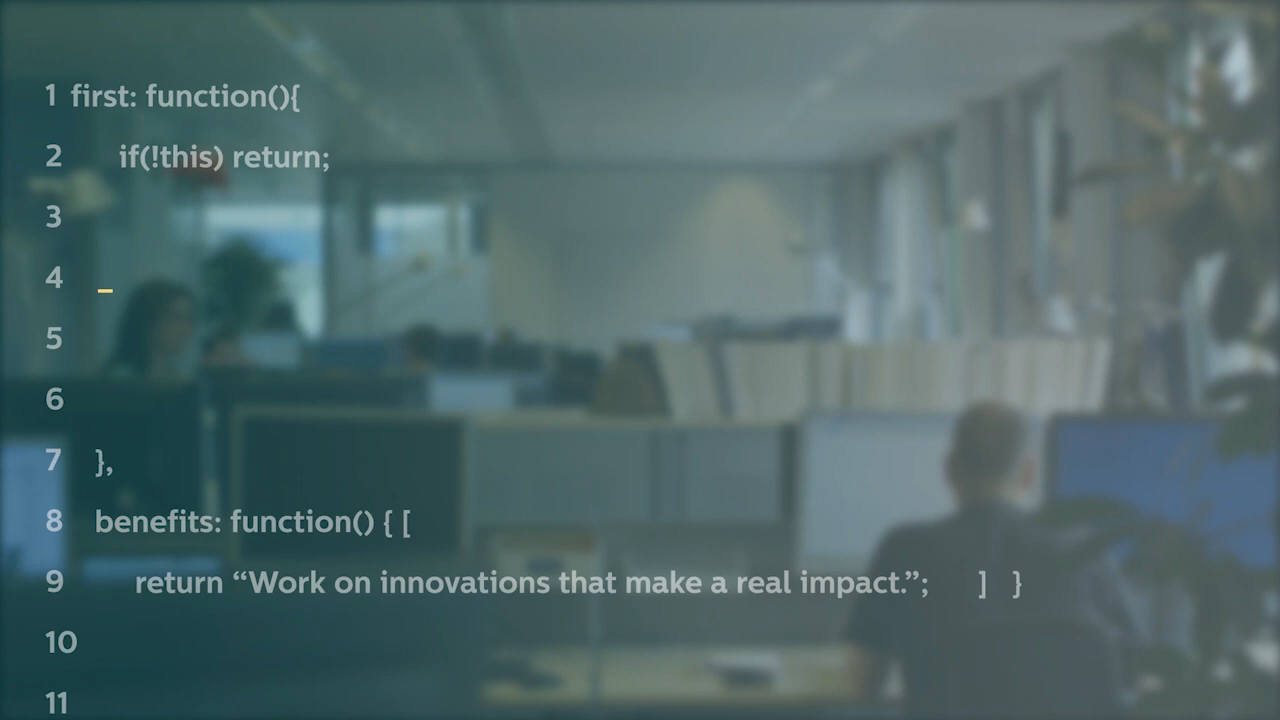 1 first: function(){
2 if(!this) return;
3
4 _
5
6
7 },
8 benefits: function() { [
9 return “Work on innovations that make a real impact.”; ] }
10
11